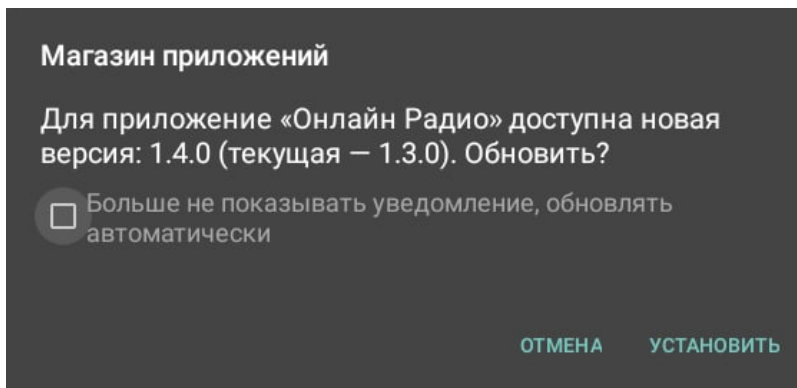 Магазин приложений
Для приложение «Онлайн Радио» доступна новая
версия: 1.4.0 (текущая — 1.3.0). Обновить?
Больше не показывать уведомление, обновлять
автоматически
ОТМЕНА УСТАНОВИТЬ